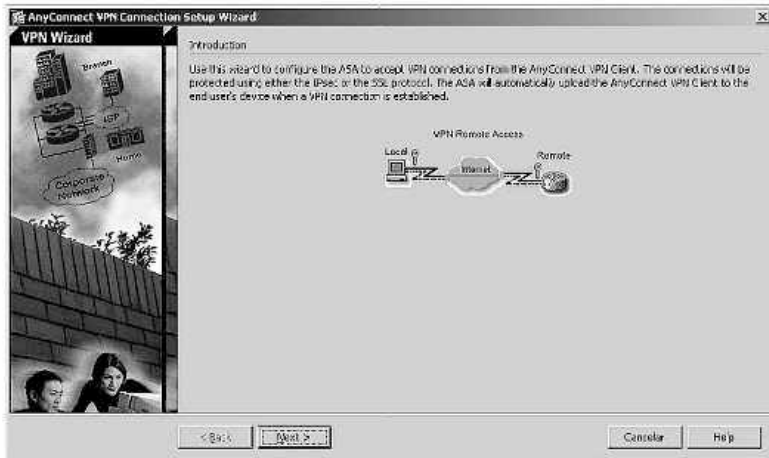 AnyConnect VPN Connection Setup Wizard
VPN Wizard
Branch
ISP
Home
Corporate
Network
Introduction
Use this wizard to configure the ASA to accept VPN connections from the AnyConnect VPN Client. The connections will be
protected using either the IPsec or the SSL protocol. The ASA will automatically upload the AnyConnect VPN Client to the
end user's device when a VPN connection is established.
VPN Remote Access
Local
Internet
Remote
< Back
Next >
Cancelar
Help